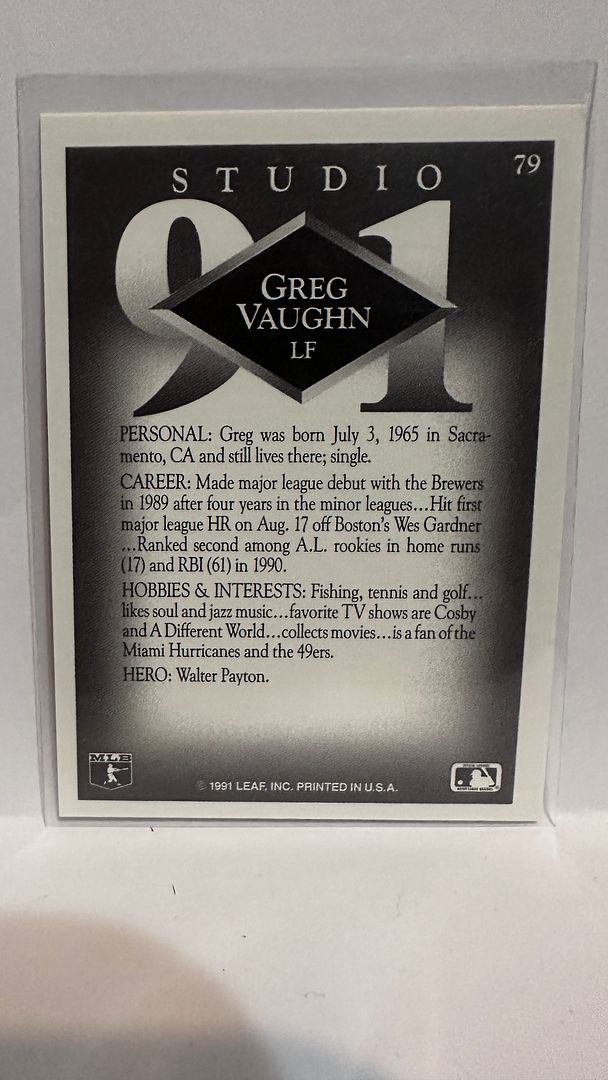 79
STUDIO
91
GREG
VAUGHN
LF
PERSONAL: Greg was born July 3, 1965 in Sacra-
mento, CA and still lives there; single.
CAREER: Made major league debut with the Brewers
in 1989 after four years in the minor leagues...Hit first
major league HR on Aug. 17 off Boston's Wes Gardner
...Ranked second among A.L. rookies in home runs
(17) and RBI (61) in 1990.
HOBBIES & INTERESTS: Fishing, tennis and golf...
likes soul and jazz music...favorite TV shows are Cosby
and A Different World...collects movies...is a fan of the
Miami Hurricanes and the 49ers.
HERO: Walter Payton.
MLB
© 1991 LEAF, INC. PRINTED IN U.S.A.